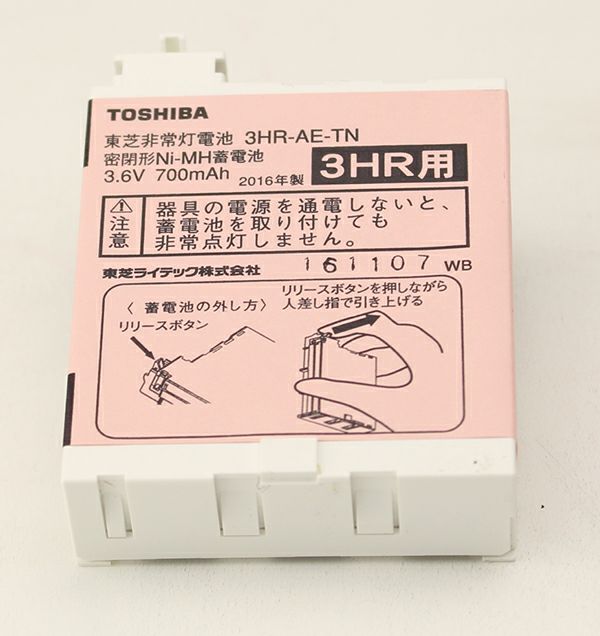 TOSHIBA
東芝非常灯電池 3HR-AE-TN
密閉形Ni-MH蓄電池
3.6V 700mAh 2016年製
3HR用
⚠注意
器具の電源を通電しないと、
蓄電池を取り付けても
非常点灯しません。
東芝ライテック株式会社 161107 WB
〈 蓄電池の外し方〉
リリースボタン
リリースボタンを押しながら
人差し指で引き上げる